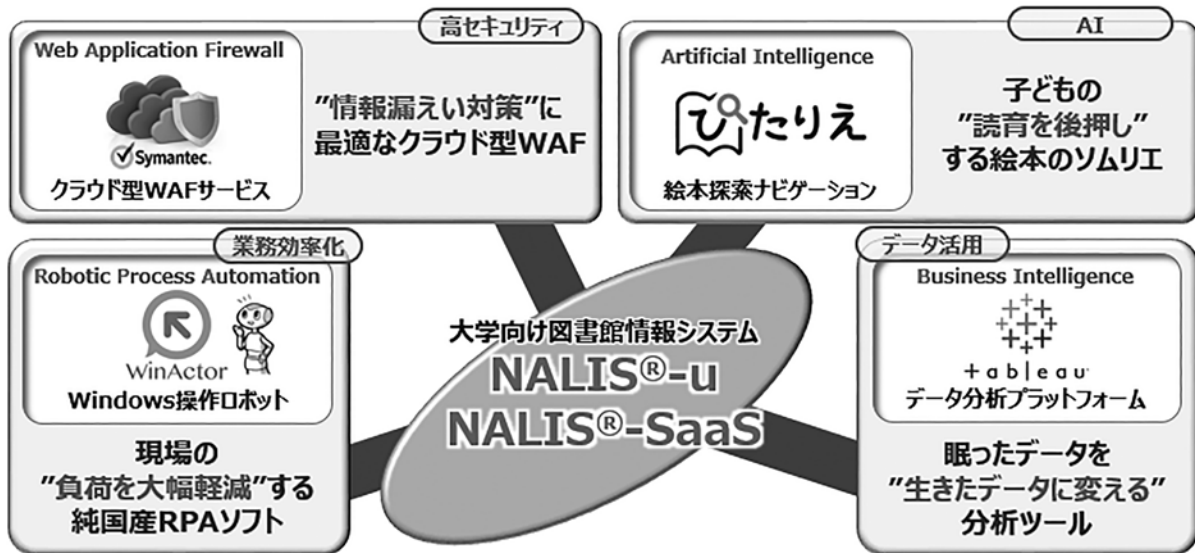 高セキュリティ
Web Application Firewall
Symantec.
クラウド型WAFサービス
”情報漏えい対策”に
最適なクラウド型WAF
AI
Artificial Intelligence
ぴたりえ
絵本探索ナビゲーション
子どもの
”読育を後押し”
する絵本のソムリエ
業務効率化
Robotic Process Automation
WinActor
Windows操作ロボット
現場の
”負荷を大幅軽減”する
純国産RPAソフト
大学向け図書館情報システム
NALIS®-u
NALIS®-SaaS
データ活用
Business Intelligence
+ableau
データ分析プラットフォーム
眠ったデータを
”生きたデータに変える”
分析ツール